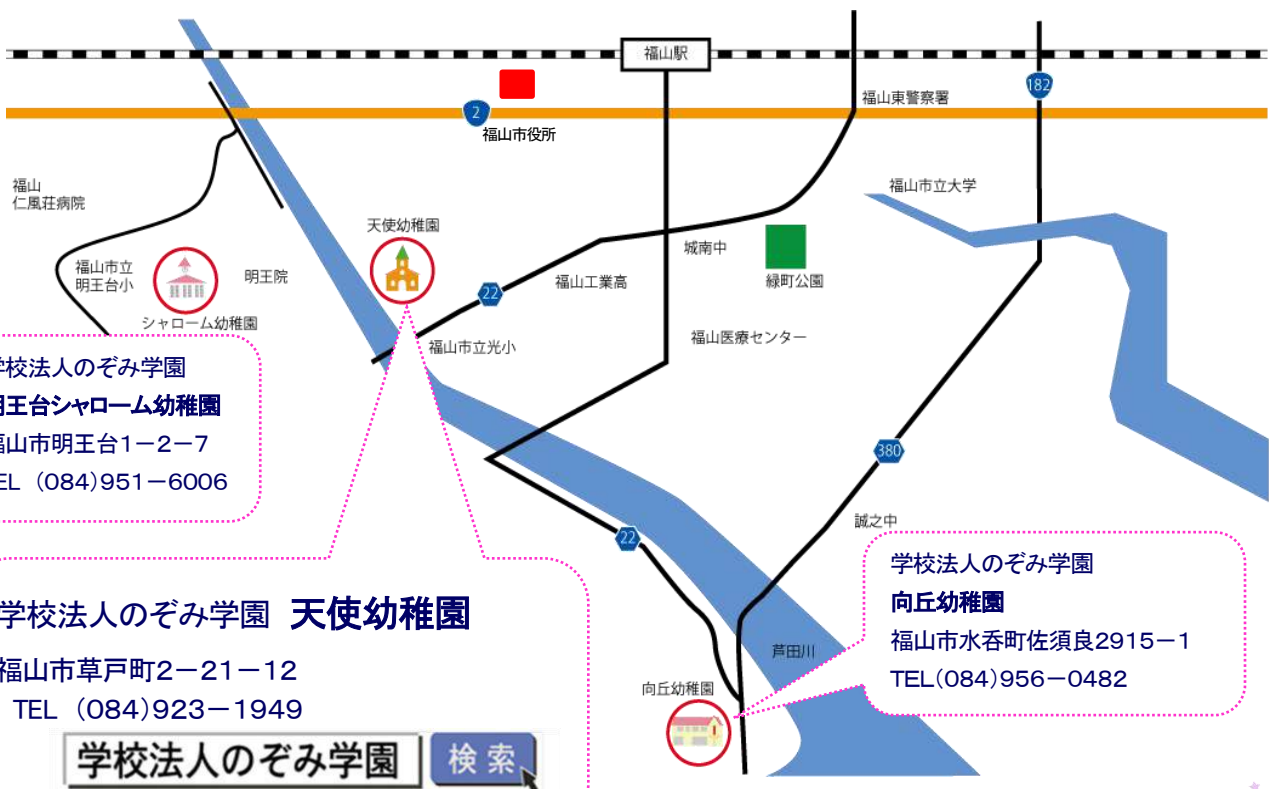 福山駅
182
福山東警察署
2
福山市役所
福山
仁風荘病院
福山市立大学
天使幼稚園
城南中
福山市立
明王台小
明王院
福山工業高
緑町公園
22
シャローム幼稚園
福山市立光小
福山医療センター
学校法人のぞみ学園
明王台シャローム幼稚園
福山市明王台1－2－7
TEL (084)951－6006
380
誠之中
22
学校法人のぞみ学園
向丘幼稚園
福山市水呑町佐須良2915－1
TEL(084)956－0482
学校法人のぞみ学園 天使幼稚園
福山市草戸町2－21－12
TEL (084)923－1949
芦田川
向丘幼稚園
学校法人のぞみ学園 検索